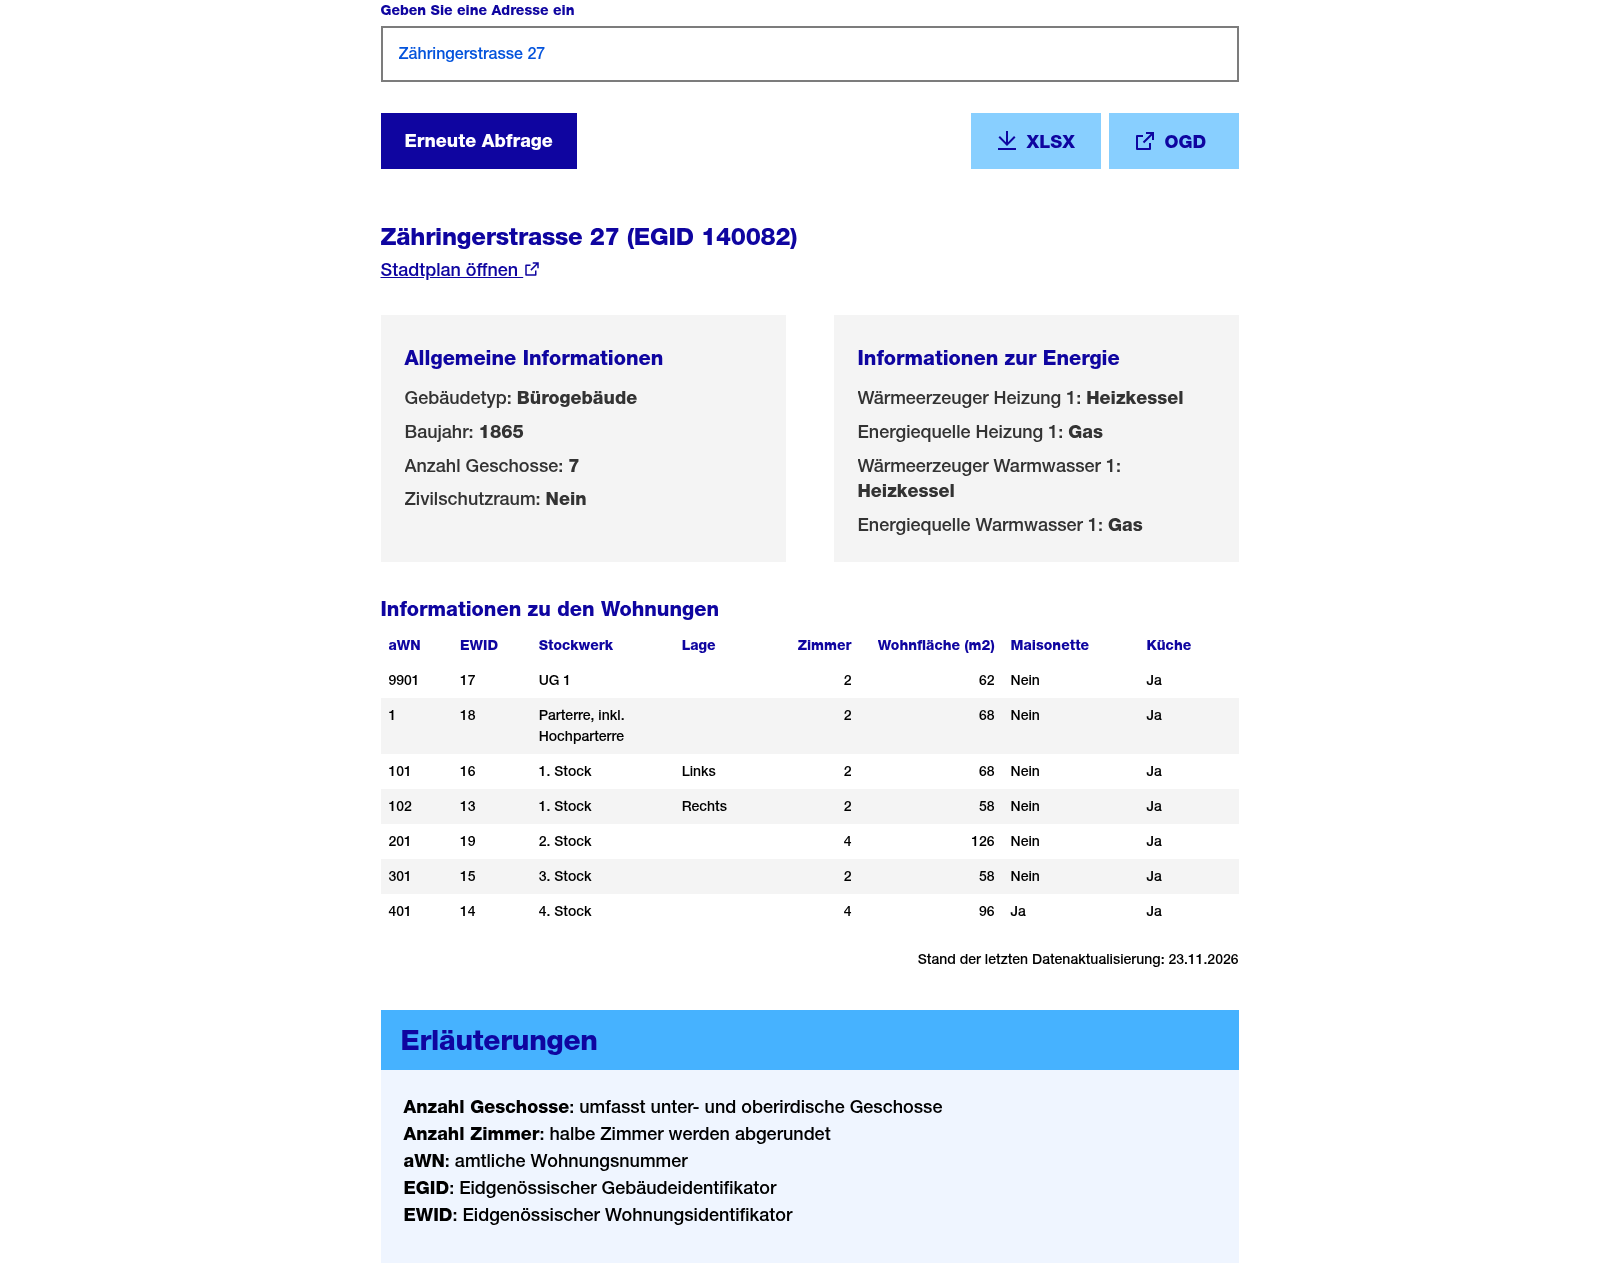 Geben Sie eine Adresse ein
Zähringerstrasse 27
Erneute Abfrage XLSX OGD
Zähringerstrasse 27 (EGID 140082)
Stadtplan öffnen
Allgemeine Informationen
Gebäudetyp: Bürogebäude
Baujahr: 1865
Anzahl Geschosse: 7
Zivilschutzraum: Nein
Informationen zur Energie
Wärmeerzeuger Heizung 1: Heizkessel
Energiequelle Heizung 1: Gas
Wärmeerzeuger Warmwasser 1:
Heizkessel
Energiequelle Warmwasser 1: Gas
Informationen zu den Wohnungen
aWN EWID Stockwerk Lage Zimmer Wohnfläche (m2) Maisonette Küche
9901 17 UG 1 2 62 Nein Ja
1 18 Parterre, inkl. 2 68 Nein Ja
Hochparterre
101 16 1. Stock Links 2 68 Nein Ja
102 13 1. Stock Rechts 2 58 Nein Ja
201 19 2. Stock 4 126 Nein Ja
301 15 3. Stock 2 58 Nein Ja
401 14 4. Stock 4 96 Ja Ja
Stand der letzten Datenaktualisierung: 23.11.2026
Erläuterungen
Anzahl Geschosse: umfasst unter- und oberirdische Geschosse
Anzahl Zimmer: halbe Zimmer werden abgerundet
aWN: amtliche Wohnungsnummer
EGID: Eidgenössischer Gebäudeidentifikator
EWID: Eidgenössischer Wohnungsidentifikator